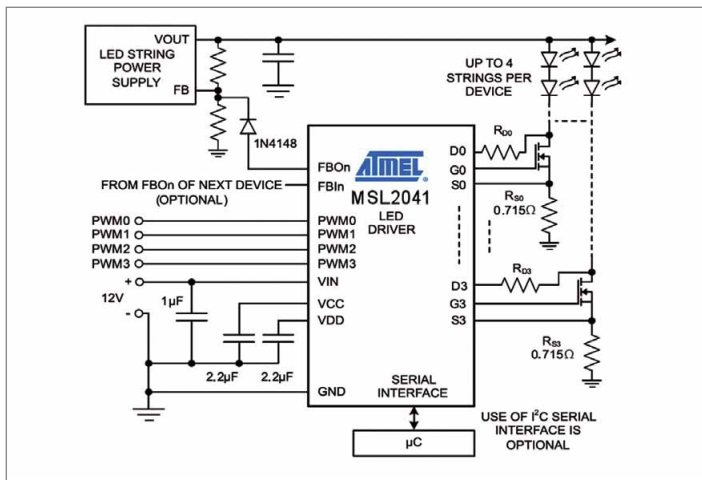 VOUT
LED STRING
POWER
SUPPLY
FB
UP TO 4
STRINGS PER
DEVICE
1N4148
RD0
D0
G0
S0
FBOn
FBIn
ATMEL
MSL2041
LED
DRIVER
FROM FBOn OF NEXT DEVICE
(OPTIONAL)
RS0
0.715Ω
PWM0
PWM1
PWM2
PWM3
PWM0
PWM1
PWM2
PWM3
+
12V
-
1µF
VIN
VCC
VDD
RD3
D3
G3
S3
RS3
0.715Ω
2.2µF
2.2µF
GND
SERIAL
INTERFACE
µC
USE OF I²C SERIAL
INTERFACE IS
OPTIONAL